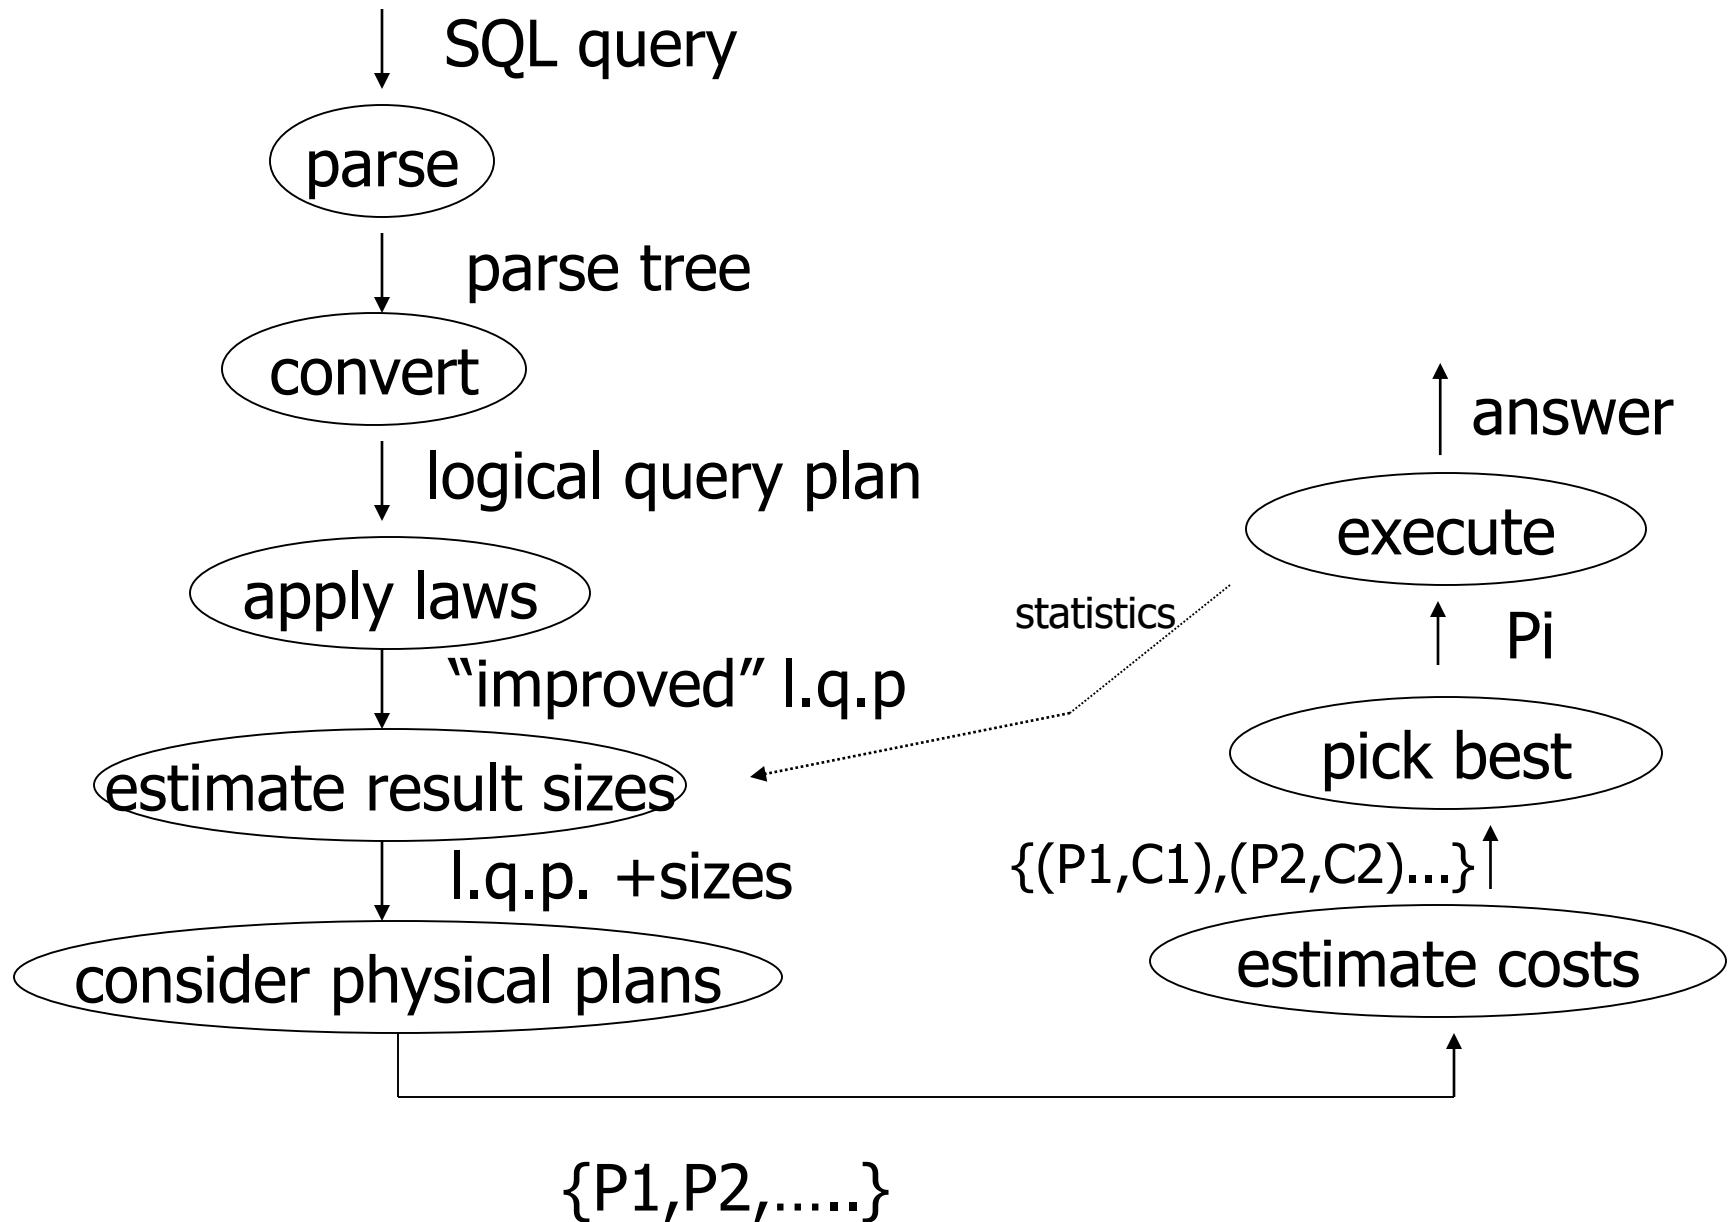 SQL query
parse
parse tree
convert
logical query plan
apply laws
“improved” l.q.p
estimate result sizes
l.q.p. +sizes
consider physical plans
{P1,P2,…..}
estimate costs
{(P1,C1),(P2,C2)...}
pick best
Pi
execute
answer
statistics